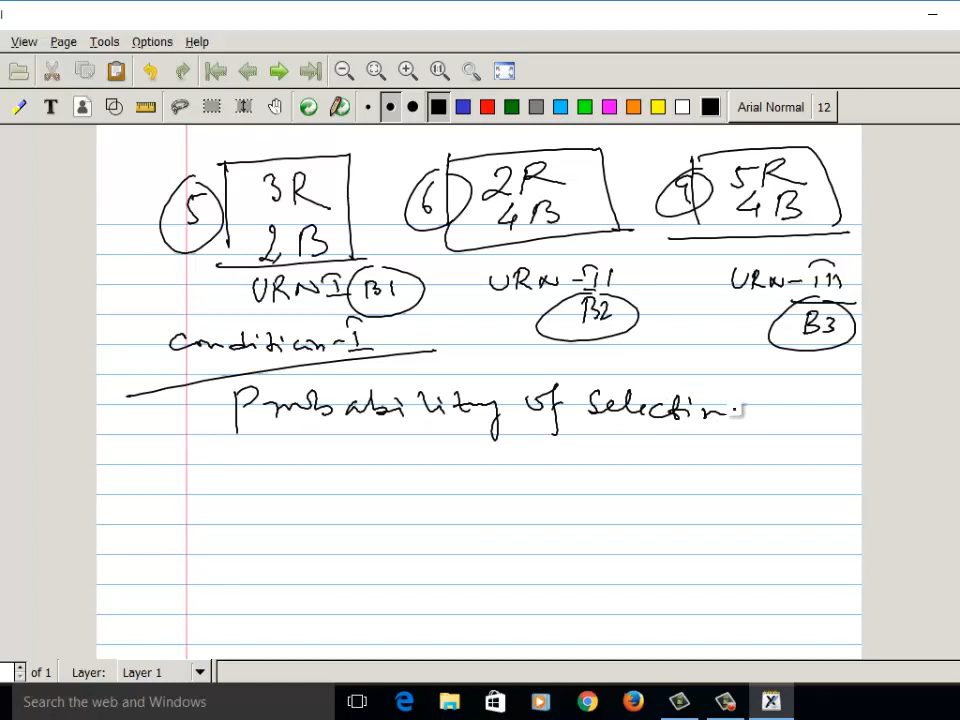 View Page Tools Options Help
Arial Normal 12
5 3R 6 2R 9 5R
2B 4B 4B
URN I B1 URN-II URN-III
B2 B3
condition-I
Probability of selection.
of 1 Layer: Layer 1
Search the web and Windows